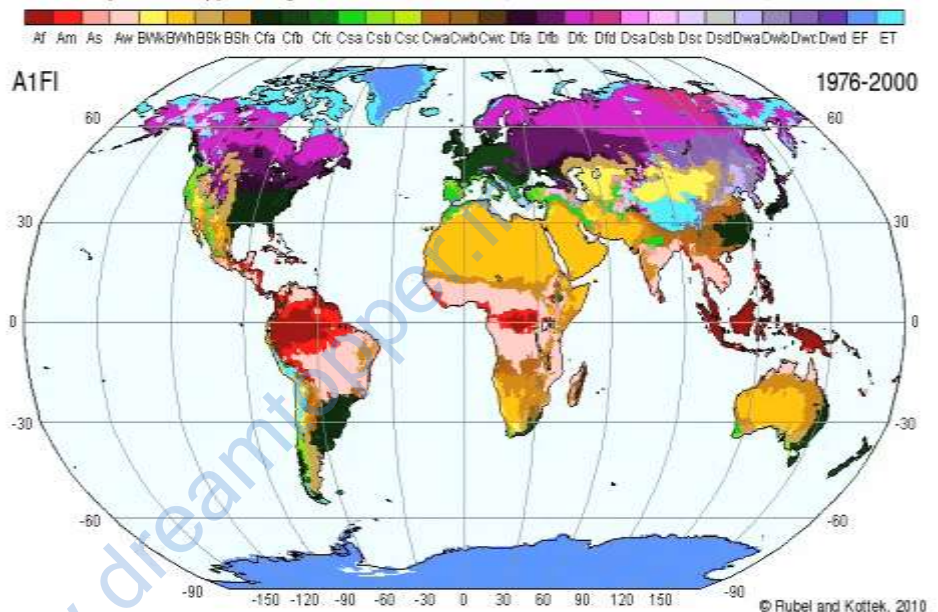 Af Am As Aw BWk BWh BSk BSh Cfa Cfb Cfc Csa Csb Csc Cwa Cwb Cwc Dfa Dfb Dfc Dfd Dsa Dsb Dsc Dsd Dwa Dwb Dwc Dwd EF ET
A1FI 1976-2000
60 60
30 30
0 0
-30 -30
-60 -60
-90 -150 -120 -90 -60 -30 0 30 60 90 120 150 -90
© Rubel and Kottek, 2010
www.dreamtopper.in